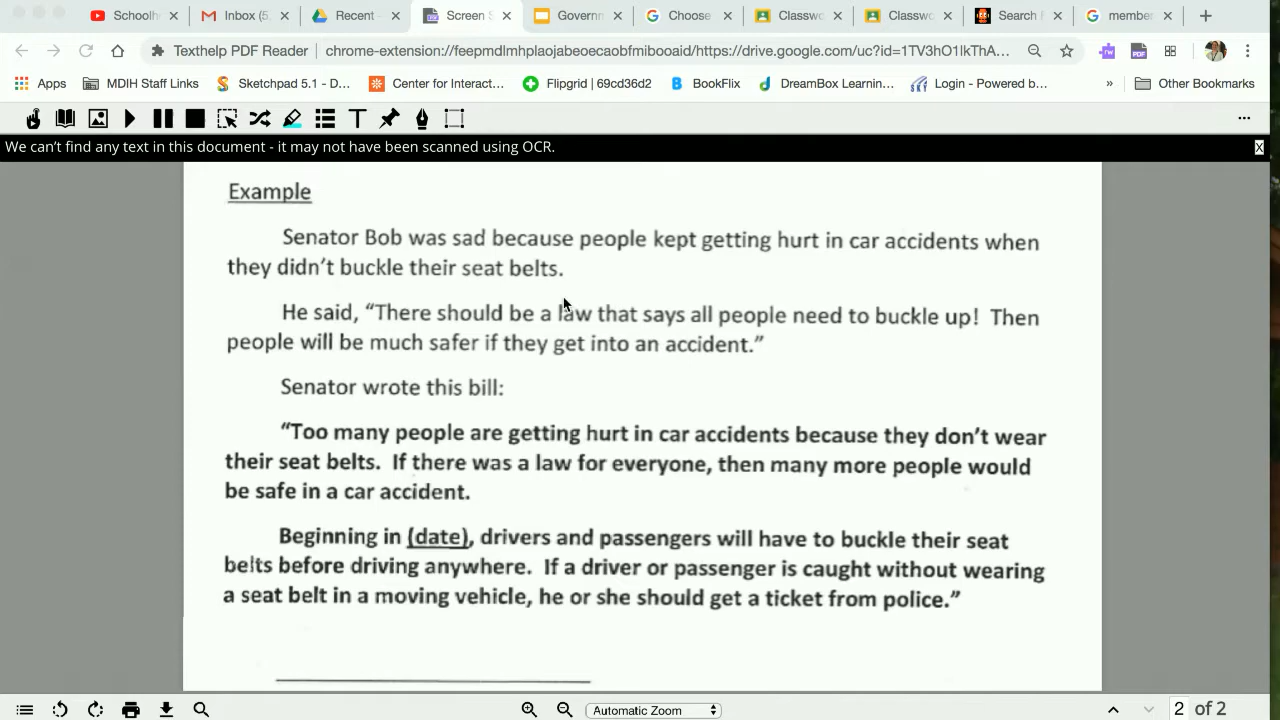 Schoolh
Inbox (5
Recent -
Screen S
Governm
Choose
Classwo
Classwo
Search F
member
Texthelp PDF Reader
chrome-extension://feepmdlmhplaojabeoecaobfmibooaid/https://drive.google.com/uc?id=1TV3hO1lkThA...
Apps
MDIH Staff Links
Sketchpad 5.1 - D...
Center for Interact...
Flipgrid | 69cd36d2
BookFlix
DreamBox Learnin...
Login - Powered b...
»
Other Bookmarks
We can't find any text in this document - it may not have been scanned using OCR.
X
Example
Senator Bob was sad because people kept getting hurt in car accidents when
they didn't buckle their seat belts.
He said, "There should be a law that says all people need to buckle up! Then
people will be much safer if they get into an accident."
Senator wrote this bill:
"Too many people are getting hurt in car accidents because they don't wear
their seat belts. If there was a law for everyone, then many more people would
be safe in a car accident.
Beginning in (date), drivers and passengers will have to buckle their seat
belts before driving anywhere. If a driver or passenger is caught without wearing
a seat belt in a moving vehicle, he or she should get a ticket from police."
Automatic Zoom
2 of 2